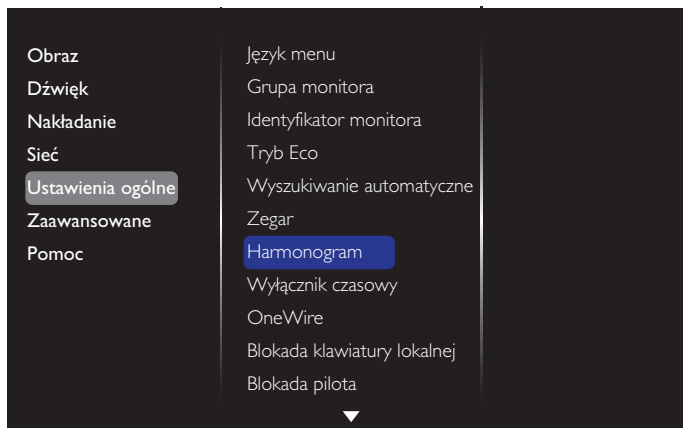 Obraz
Dźwięk
Nakładanie
Sieć
Ustawienia ogólne
Zaawansowane
Pomoc
Język menu
Grupa monitora
Identyfikator monitora
Tryb Eco
Wyszukiwanie automatyczne
Zegar
Harmonogram
Wyłącznik czasowy
OneWire
Blokada klawiatury lokalnej
Blokada pilota